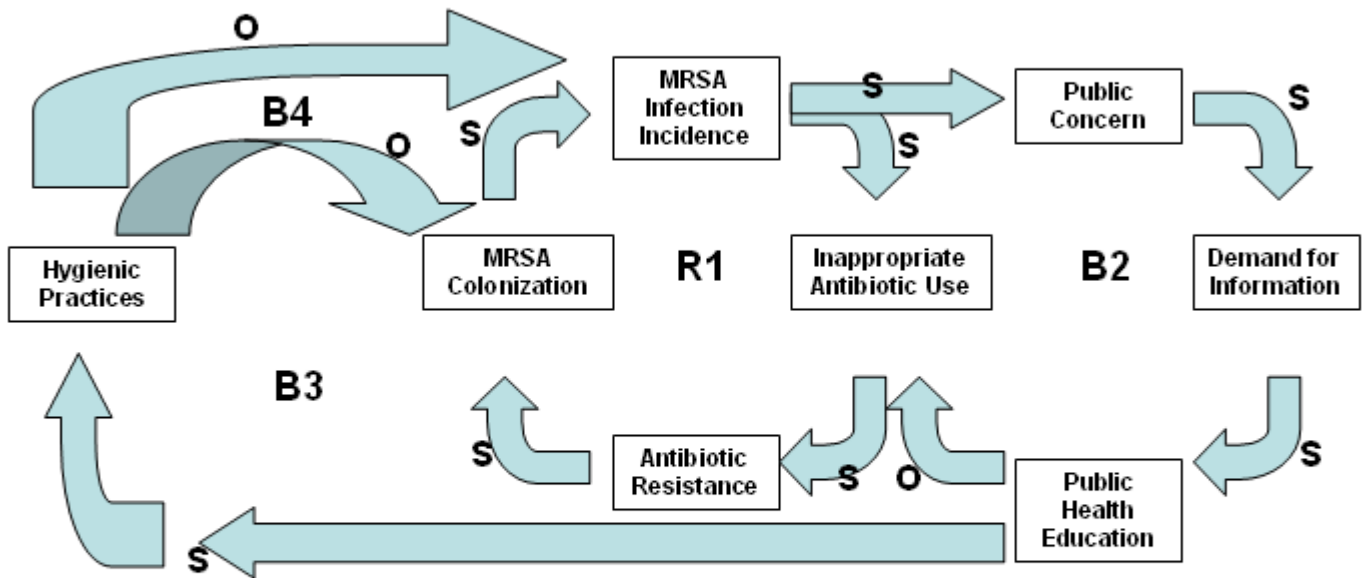 O
B4
O
S
MRSA
Infection
Incidence
S
S
Public
Concern
S
Hygienic
Practices
MRSA
Colonization
R1
Inappropriate
Antibiotic Use
B2
Demand for
Information
B3
S
Antibiotic
Resistance
S
O
Public
Health
Education
S
S